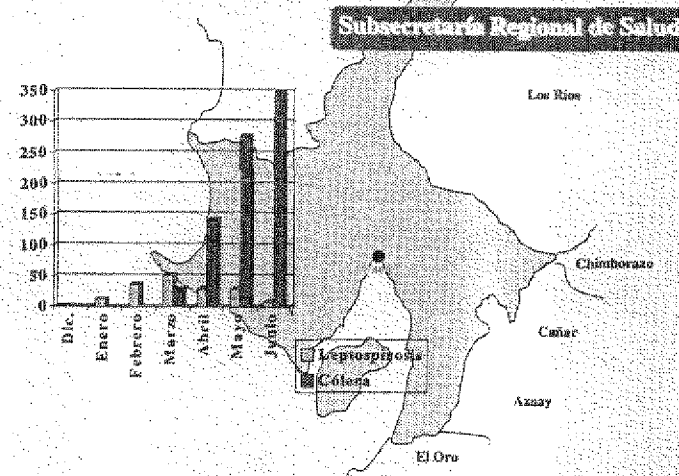 Subsecretaría Regional de Salud
Los Rios
350
300
250
200
150
100
50
0
Dic.
Enero
Febrero
Marzo
Abril
Mayo
Junio
Leptospirosis
Cólera
Chimborazo
Cañar
Azuay
El Oro